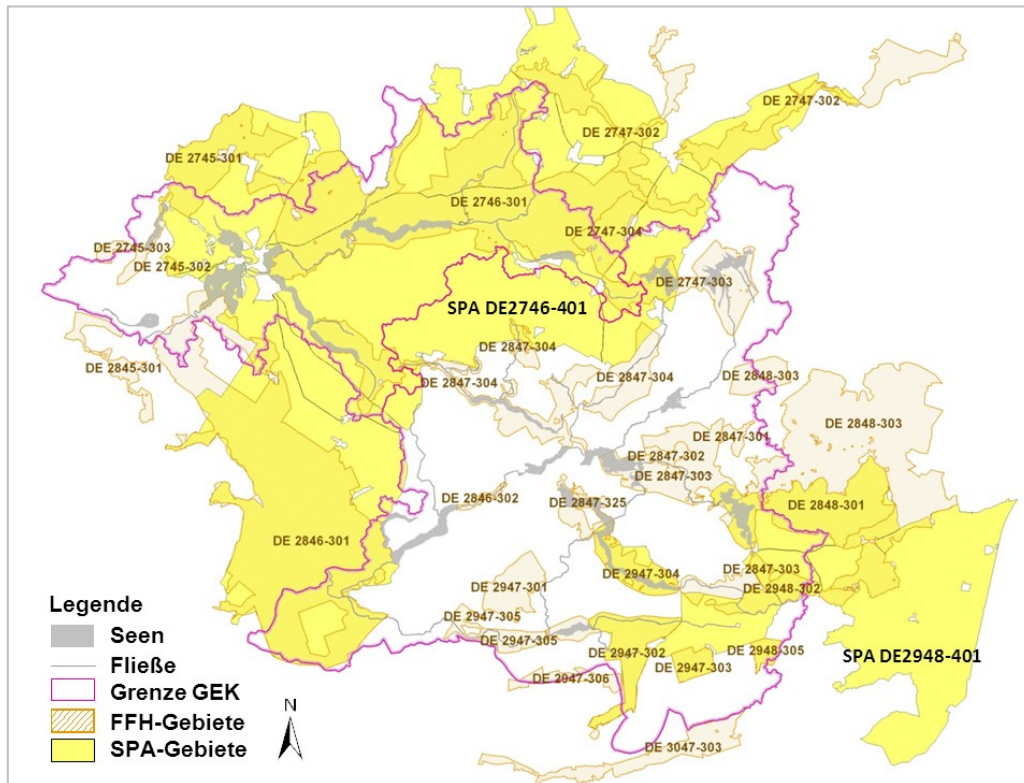 DE 2747-302
DE 2747-302
DE 2745-301
DE 2746-301
DE 2747-304
DE 2745-303
DE 2745-302
DE 2747-303
SPA DE2746-401
DE 2847-304
DE 2845-301
DE 2847-304
DE 2847-304
DE 2848-303
DE 2848-303
DE 2847-301
DE 2847-302
DE 2847-303
DE 2846-302
DE 2847-325
DE 2848-301
DE 2846-301
DE 2947-304
DE 2847-303
DE 2948-302
DE 2947-301
DE 2947-305
DE 2947-305
DE 2947-302
DE 2948-305
DE 2947-303
SPA DE2948-401
DE 2947-306
DE 3047-303
Legende
Seen
Fließe
Grenze GEK
FFH-Gebiete
SPA-Gebiete
N